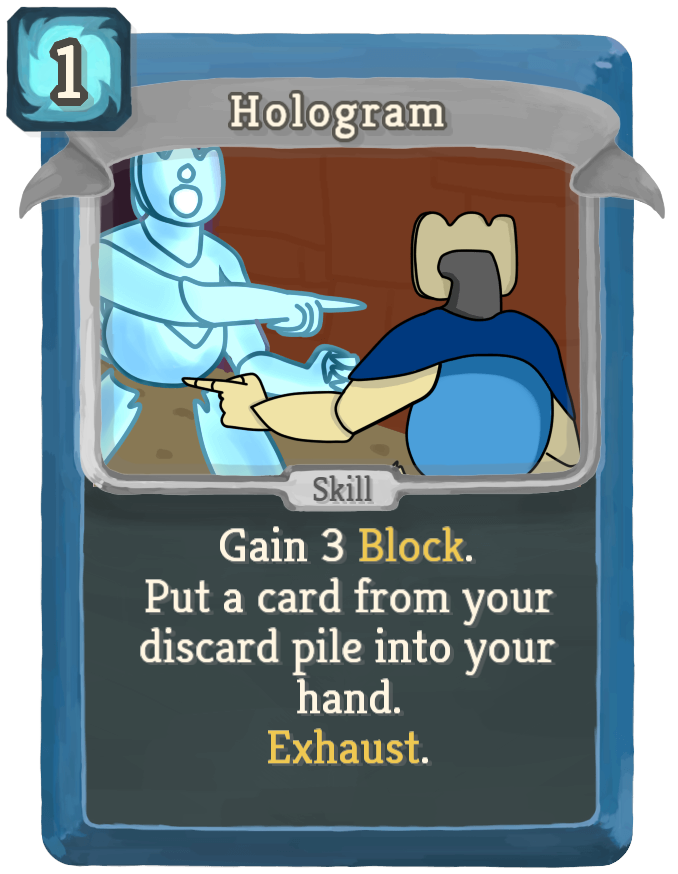 1
Hologram
Skill
Gain 3 Block.
Put a card from your
discard pile into your
hand.
Exhaust.